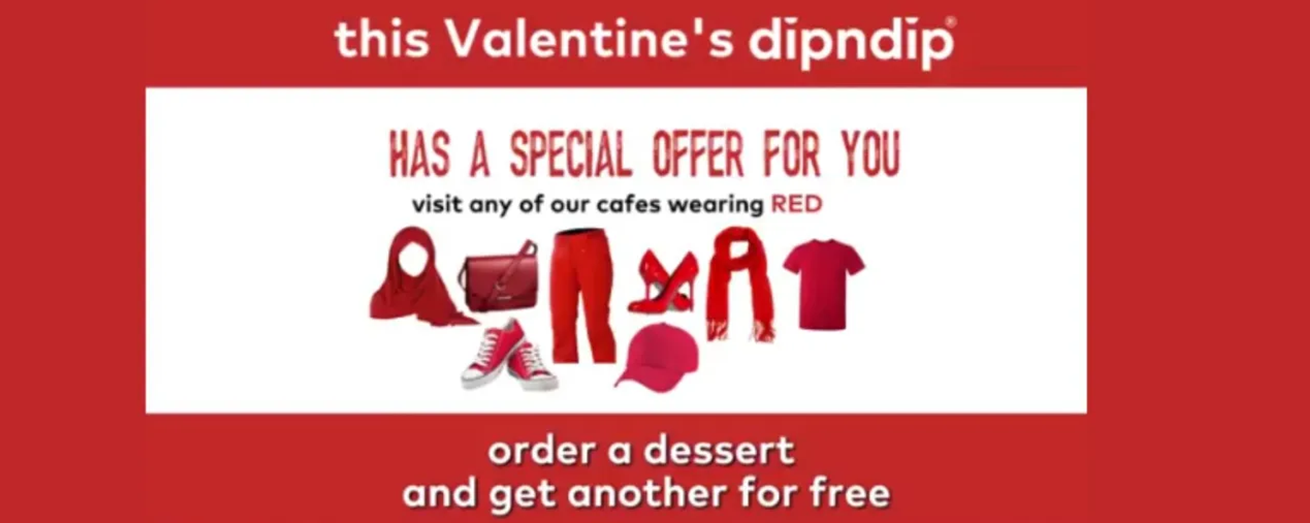 this Valentine's dipndip®
HAS A SPECIAL OFFER FOR YOU
visit any of our cafes wearing RED
order a dessert
and get another for free